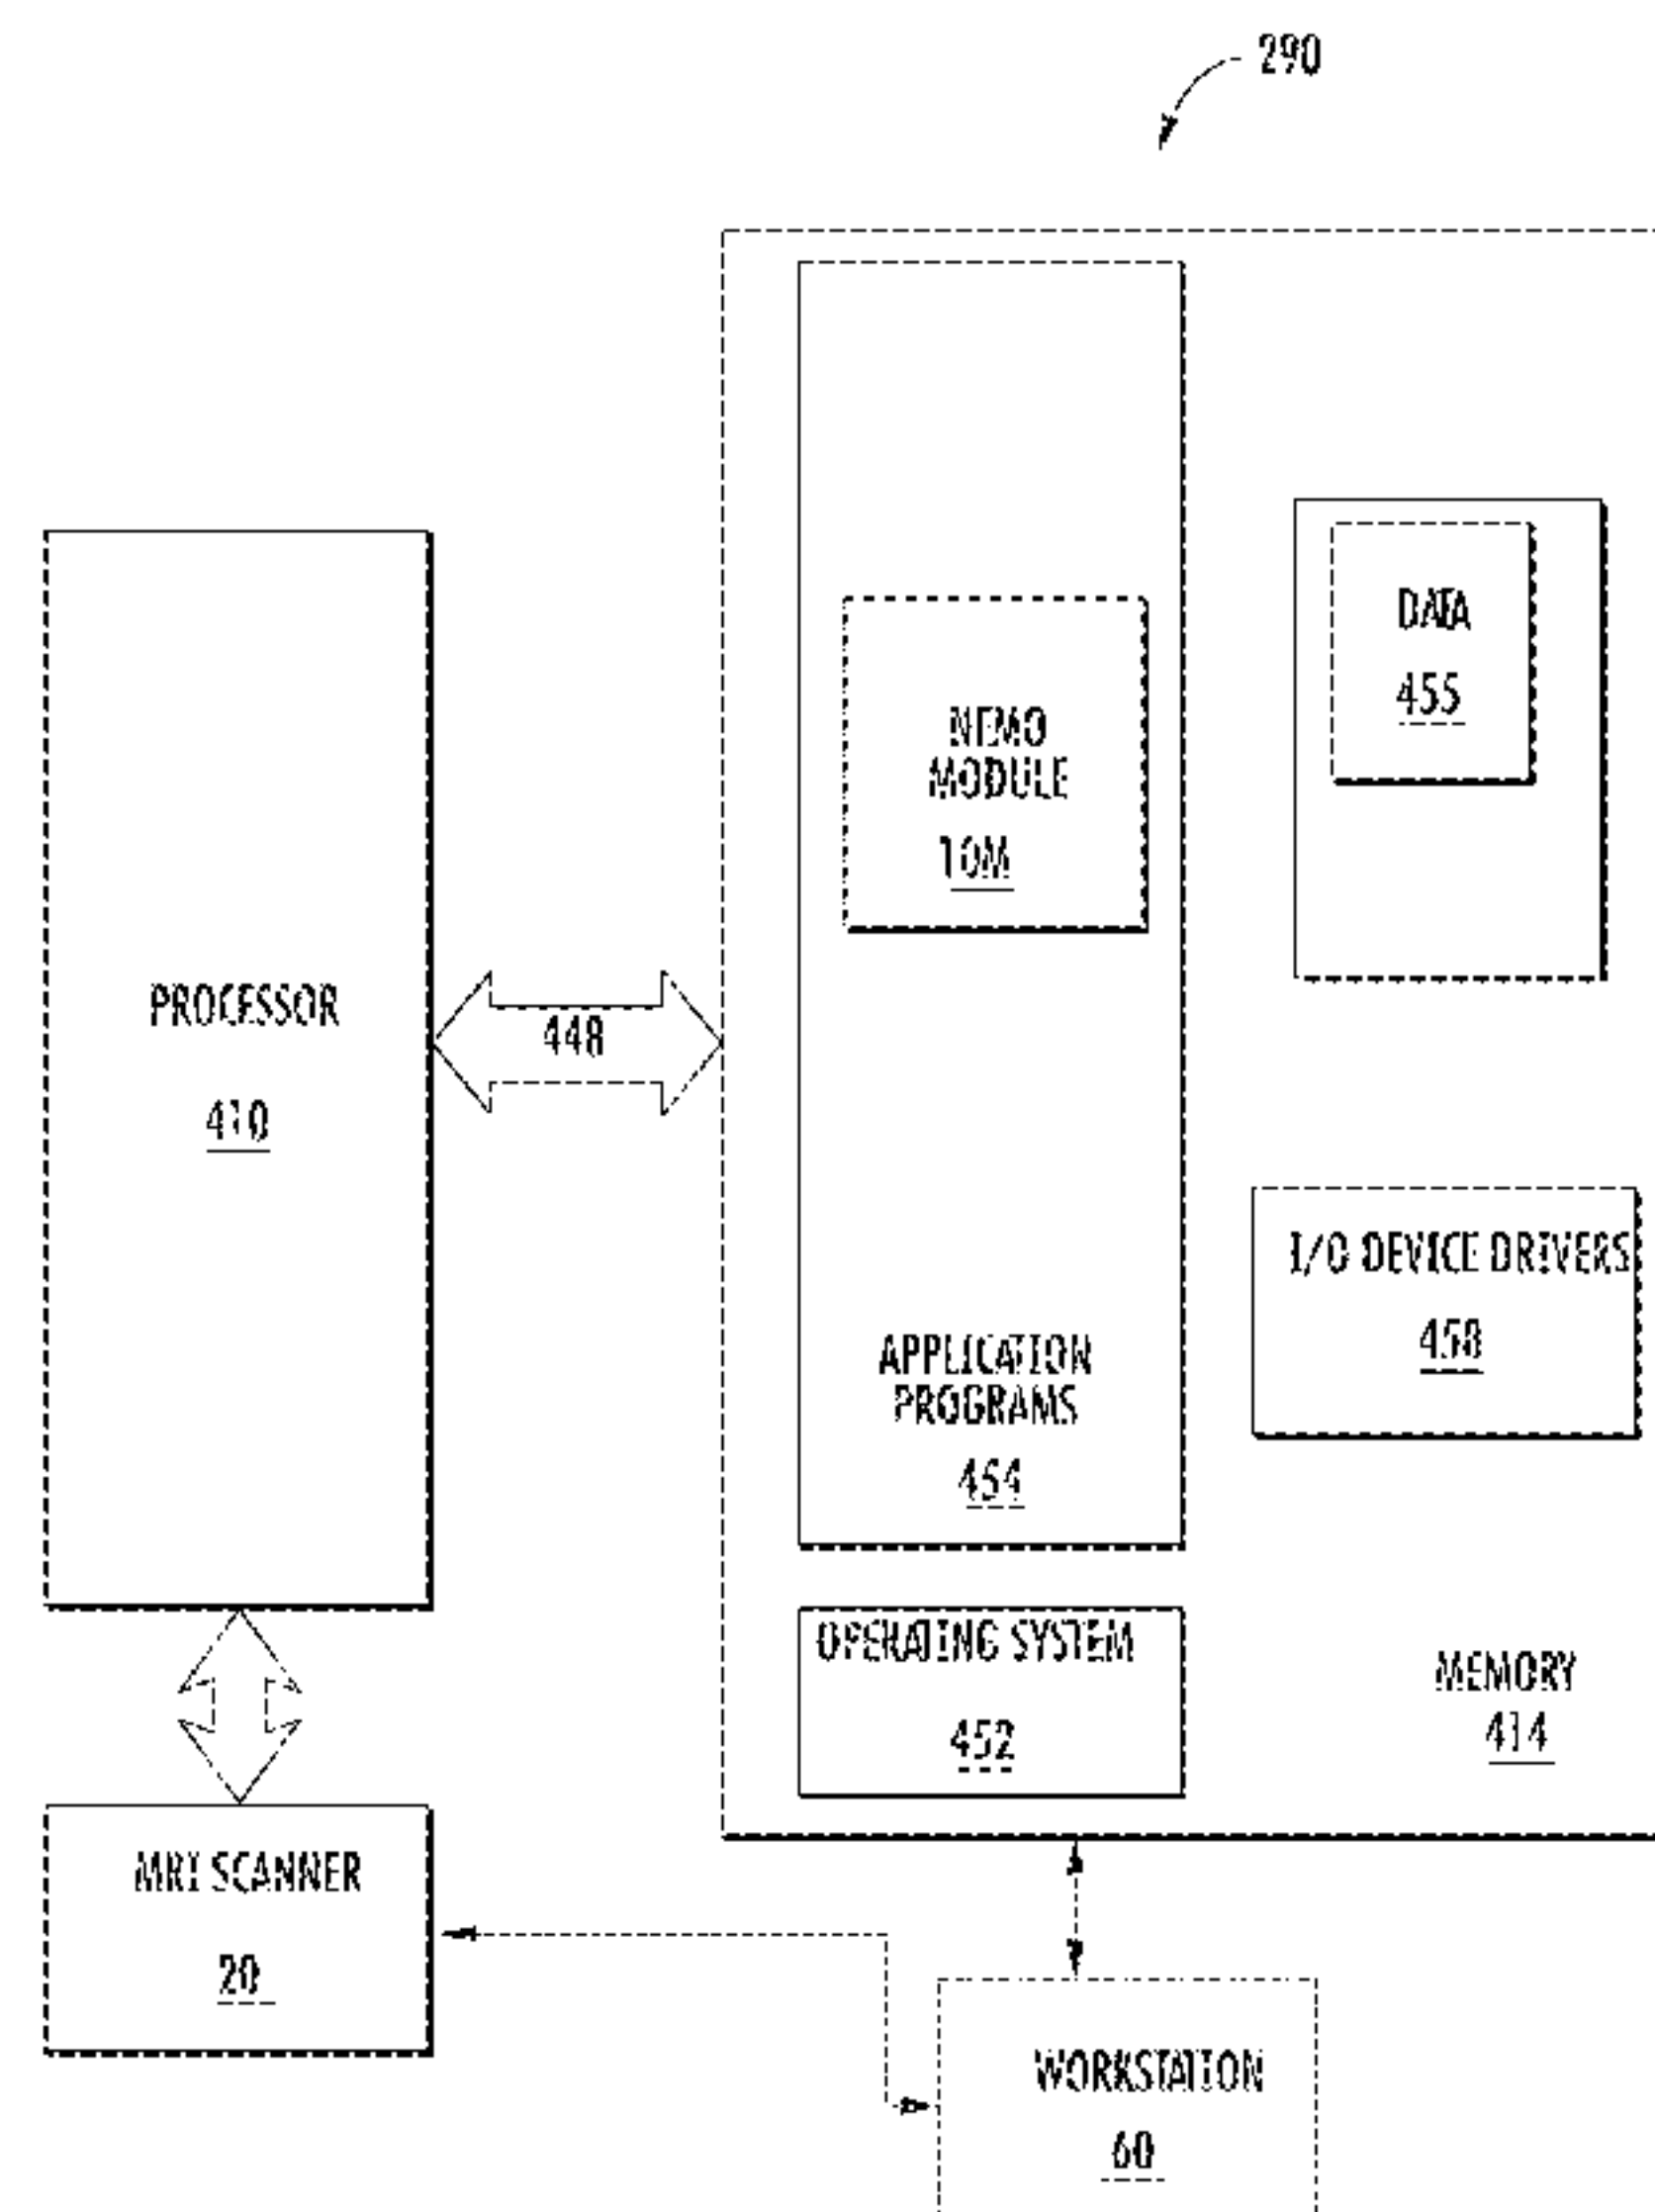 290
DATA
455
NEMO
MODULE
10M
PROCESSOR
410
448
I/O DEVICE DRIVERS
458
APPLICATION
PROGRAMS
454
OPERATING SYSTEM
452
MEMORY
414
MRI SCANNER
20
WORKSTATION
60